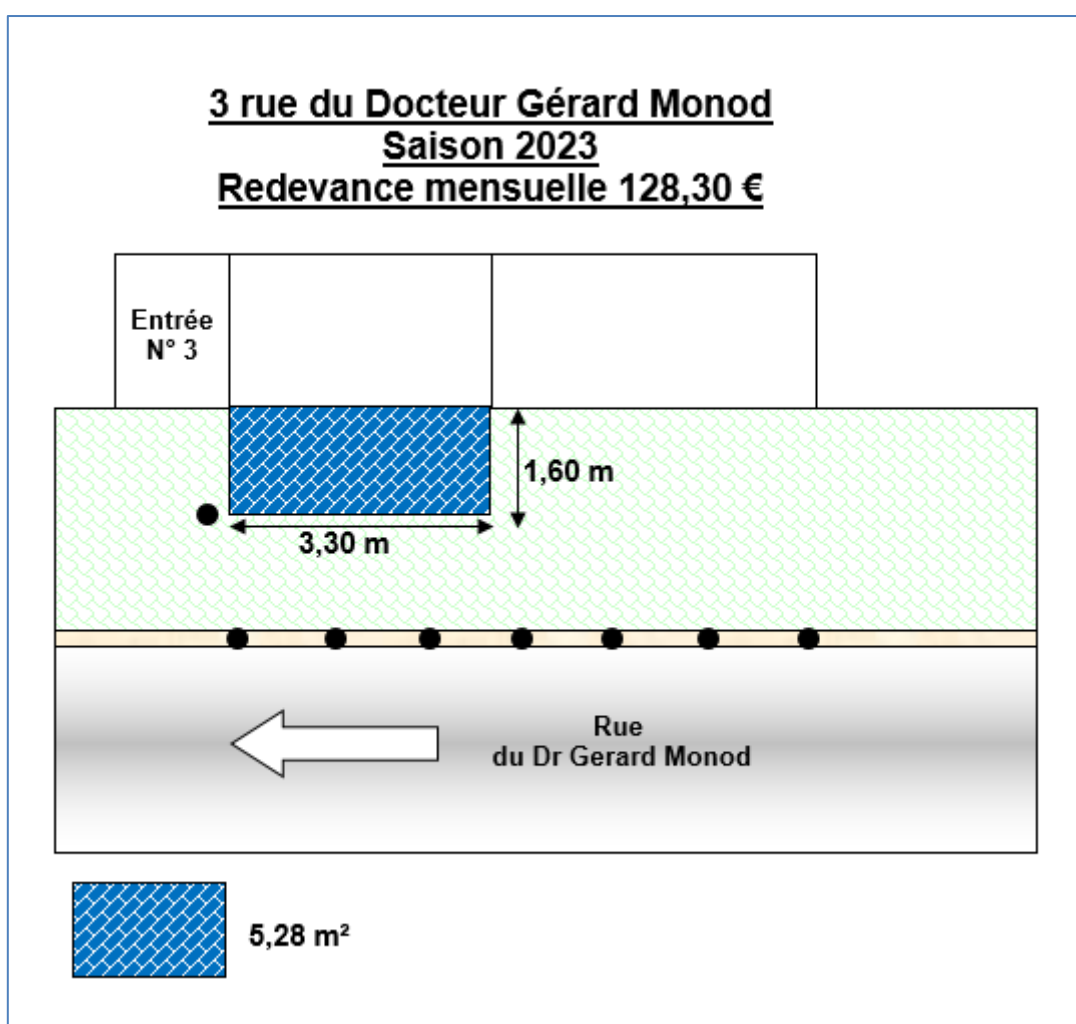 3 rue du Docteur Gérard Monod
Saison 2023
Redevance mensuelle 128,30 €
Entrée
N° 3
1,60 m
3,30 m
Rue
du Dr Gerard Monod
5,28 m²